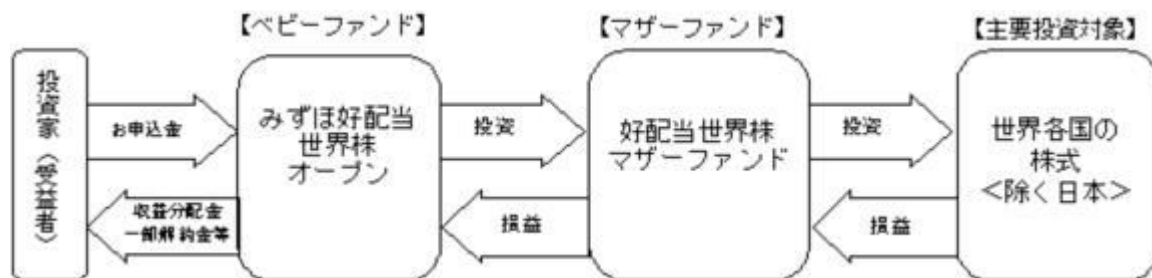 【ベビーファンド】
【マザーファンド】
【主要投資対象】
投資家（受益者）
お申込金
収益分配金
一部解約金等
みずほ好配当
世界株
オープン
投資
損益
好配当世界株
マザーファンド
投資
損益
世界各国の
株式
＜除く日本＞